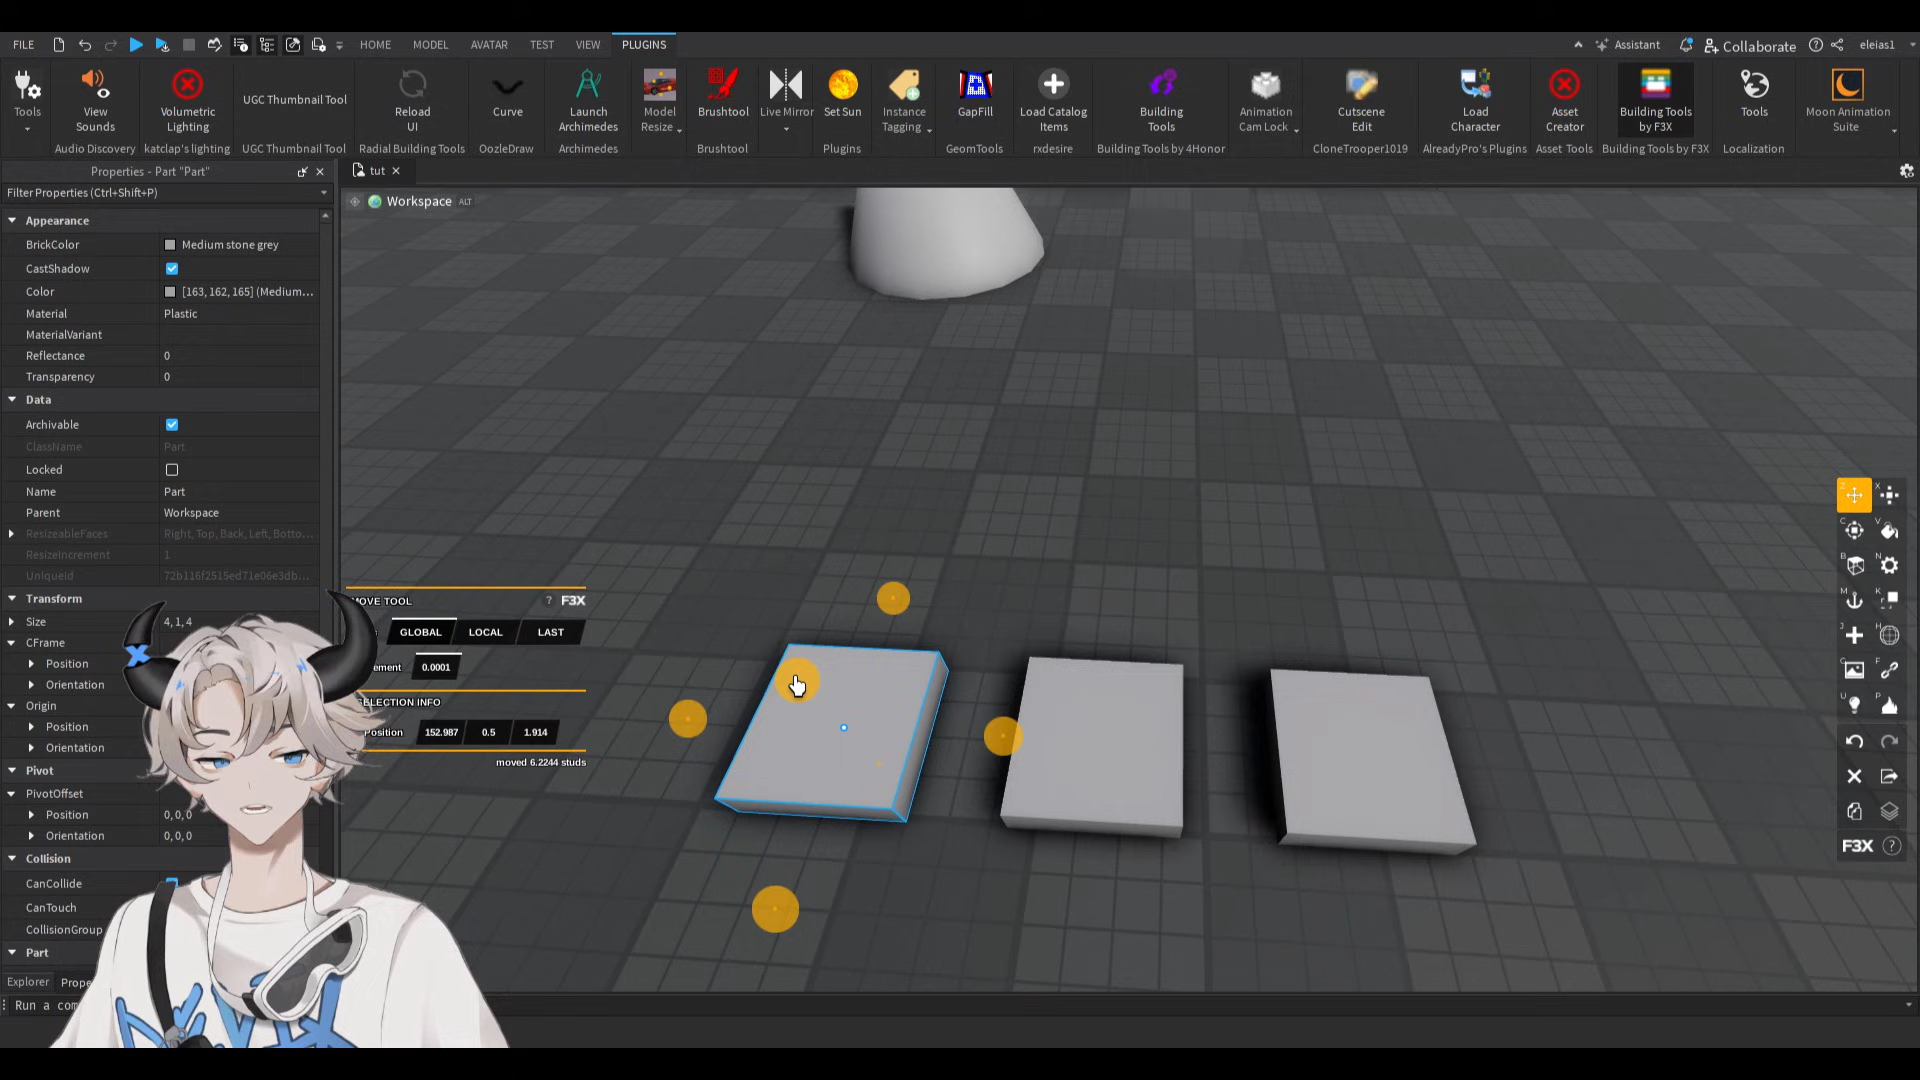 FILE HOME MODEL AVATAR TEST VIEW PLUGINS Assistant Collaborate eleias1
Tools
View Sounds
Volumetric Lighting
UGC Thumbnail Tool
Reload UI
Curve
Launch Archimedes
Model Resize
Brushtool
Live Mirror
Set Sun
Instance Tagging
GapFill
Load Catalog Items
Building Tools
Animation Cam Lock
Cutscene Edit
Load Character
Asset Creator
Building Tools by F3X
Tools
Moon Animation Suite
Audio Discovery katclap's lighting UGC Thumbnail Tool Radial Building Tools OozleDraw Archimedes Brushtool Plugins GeomTools rxdesire Building Tools by 4Honor CloneTrooper1019 AlreadyPro's Plugins Asset Tools Building Tools by F3X Localization
Properties - Part "Part"
tut
Filter Properties (Ctrl+Shift+P)
Workspace ALT
Appearance
BrickColor Medium stone grey
CastShadow
Color [163, 162, 165] (Medium...
Material Plastic
MaterialVariant
Reflectance 0
Transparency 0
Data
Archivable
ClassName Part
Locked
Name Part
Parent Workspace
ResizeableFaces Right, Top, Back, Left, Botto...
ResizeIncrement 1
UniqueId 72b116f2515ed71e06e3db...
Transform
Size 4,1,4
CFrame
Position
Orientation
Origin
Position
Orientation
Pivot
PivotOffset
Position 0, 0, 0
Orientation 0, 0, 0
Collision
CanCollide
CanTouch
CollisionGroup
Part
Explorer Prope
Run a com
MOVE TOOL ? F3X
GLOBAL LOCAL LAST
ement 0.0001
SELECTION INFO
Position 152.987 0.5 1.914
moved 6.2244 studs
Z X
C V
B N
M K
J H
G F
U P
F3X ?